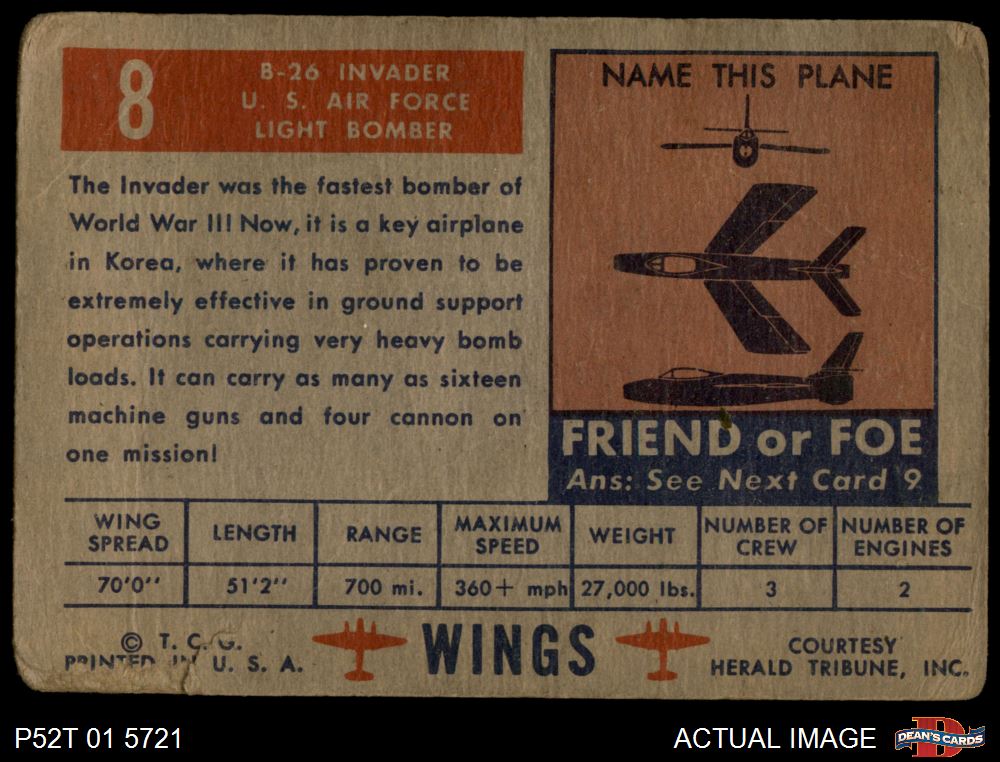 8
B-26 INVADER
U. S. AIR FORCE
LIGHT BOMBER
The Invader was the fastest bomber of
World War II! Now, it is a key airplane
in Korea, where it has proven to be
extremely effective in ground support
operations carrying very heavy bomb
loads. It can carry as many as sixteen
machine guns and four cannon on
one mission!
NAME THIS PLANE
FRIEND or FOE
Ans: See Next Card 9
WING SPREAD LENGTH RANGE MAXIMUM SPEED WEIGHT NUMBER OF CREW NUMBER OF ENGINES
70'0'' 51'2'' 700 mi. 360+ mph 27,000 lbs. 3 2
© T. C. G.
PRINTED IN U. S. A.
WINGS
COURTESY
HERALD TRIBUNE, INC.
P52T 01 5721
ACTUAL IMAGE
D
DEAN'S CARDS